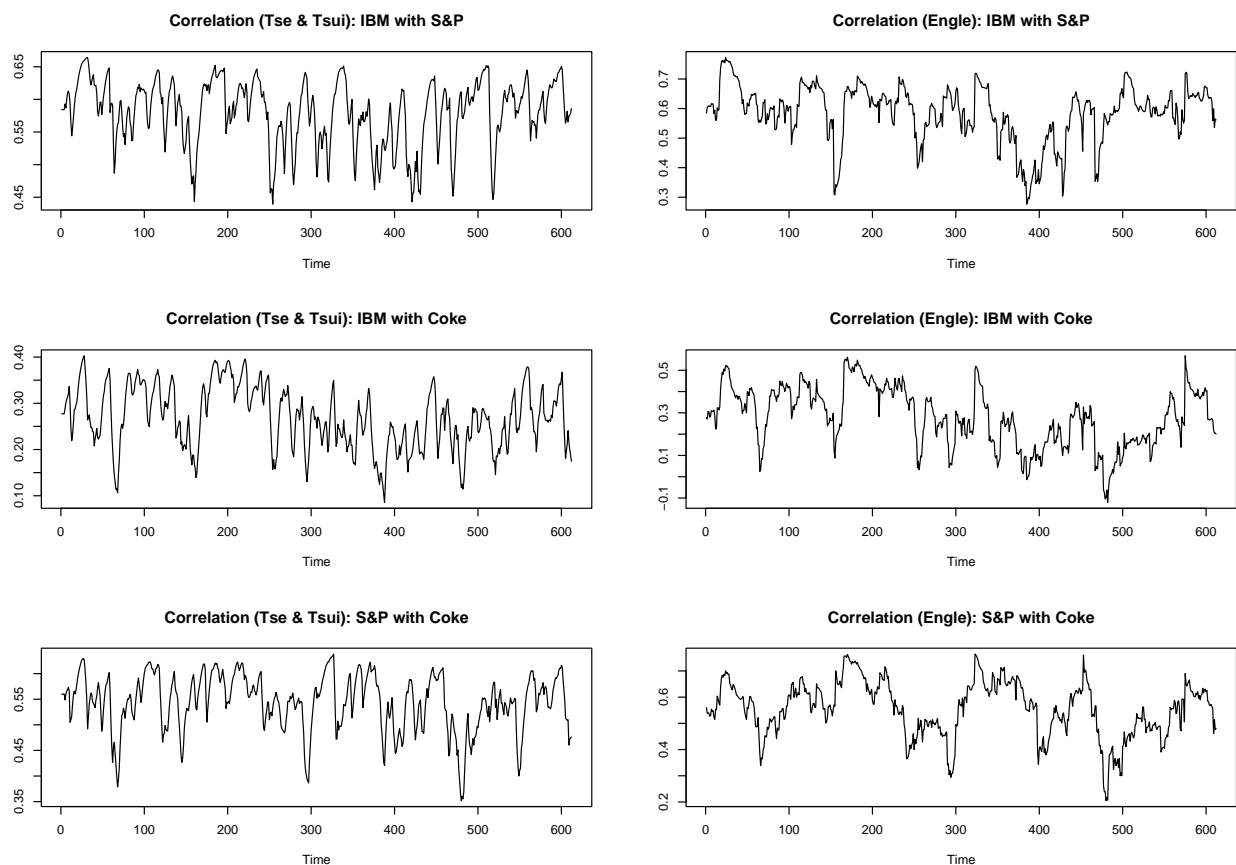 Correlation (Tse & Tsui): IBM with S&P
0.45 0.55 0.65
0 100 200 300 400 500 600
Time
Correlation (Engle): IBM with S&P
0.3 0.4 0.5 0.6 0.7
0 100 200 300 400 500 600
Time
Correlation (Tse & Tsui): IBM with Coke
0.10 0.20 0.30 0.40
0 100 200 300 400 500 600
Time
Correlation (Engle): IBM with Coke
−0.1 0.1 0.3 0.5
0 100 200 300 400 500 600
Time
Correlation (Tse & Tsui): S&P with Coke
0.35 0.45 0.55
0 100 200 300 400 500 600
Time
Correlation (Engle): S&P with Coke
0.2 0.4 0.6
0 100 200 300 400 500 600
Time